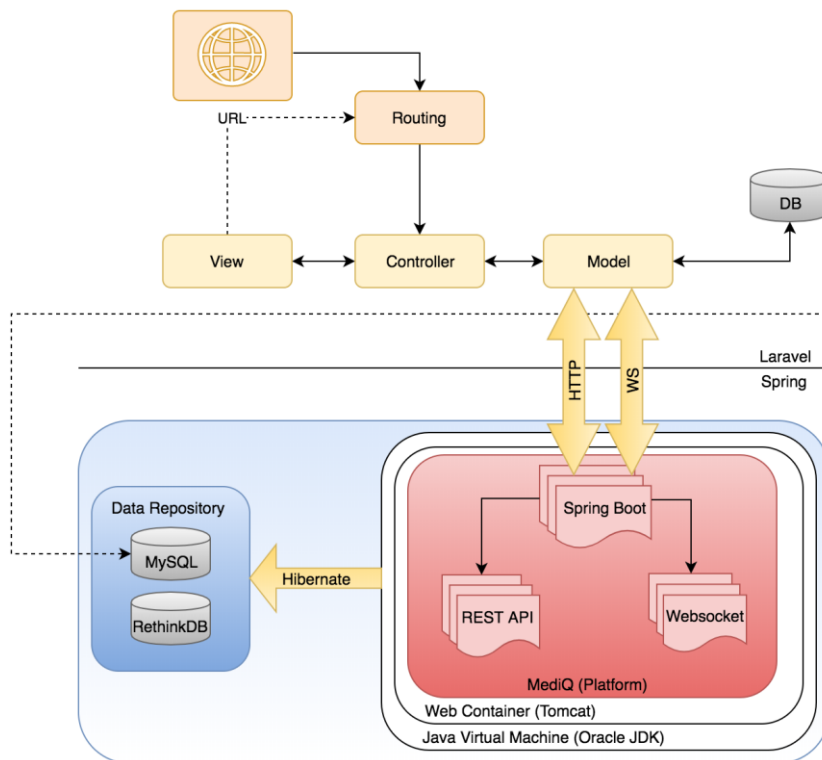 URL
Routing
DB
View
Controller
Model
HTTP
WS
Laravel
Spring
Data Repository
MySQL
RethinkDB
Hibernate
Spring Boot
REST API
Websocket
MediQ (Platform)
Web Container (Tomcat)
Java Virtual Machine (Oracle JDK)